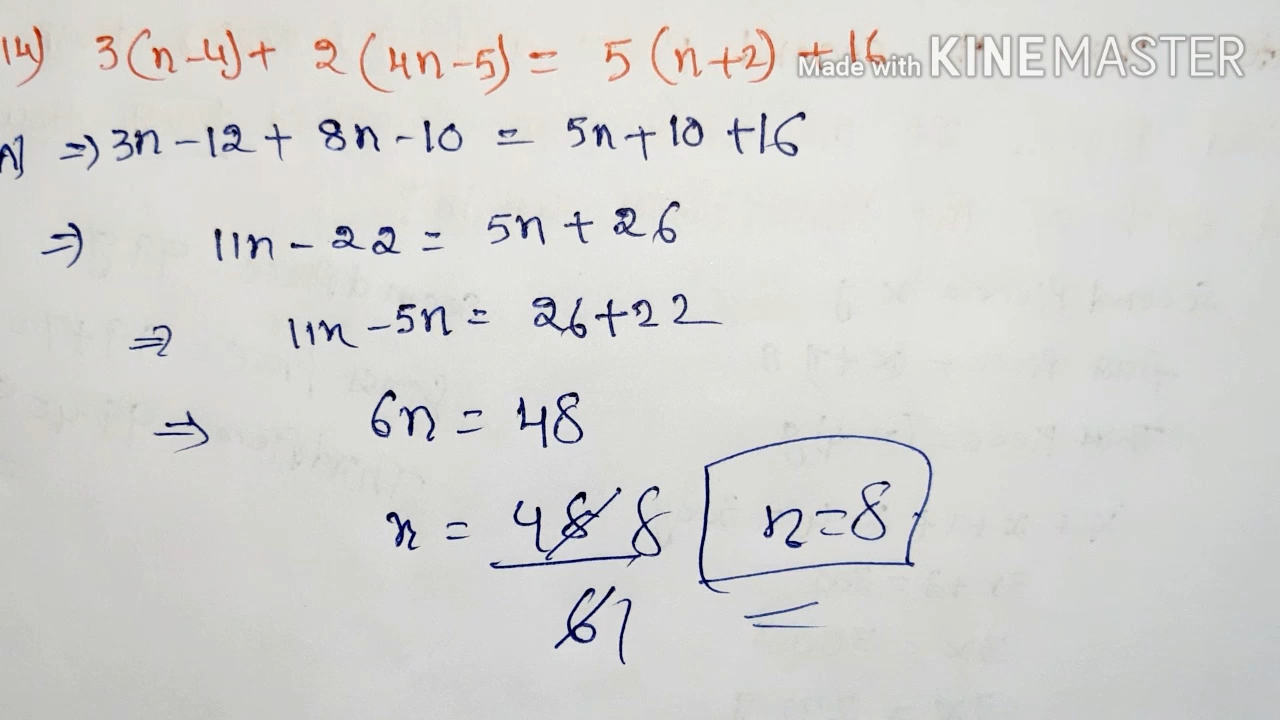 14) 3(n-4)+ 2(4n-5) = 5(n+2) +16
Made with KINEMASTER
A] ⇒ 3n-12+ 8n-10 = 5n+10+16
⇒ 11n-22= 5n+26
⇒ 11n-5n= 26+22
⇒ 6n= 48
n = 48 8 n=8
61